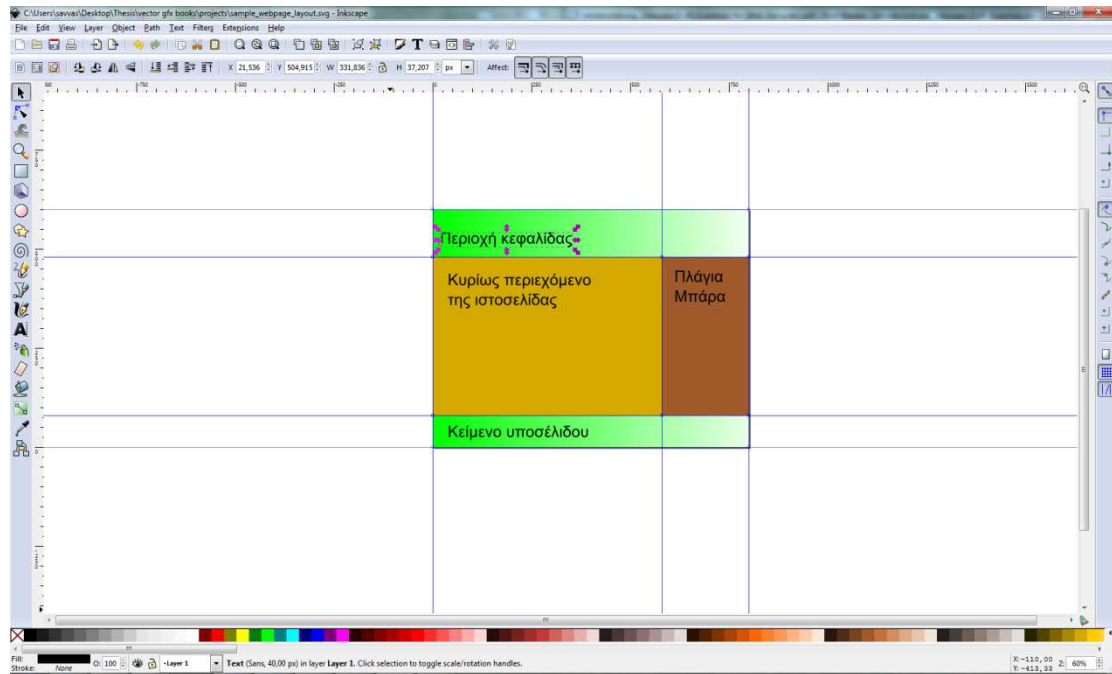 C:\Users\savvas\Desktop\Thesis\vector gfx books\projects\sample_webpage_layout.svg - Inkscape
File Edit View Layer Object Path Text Filters Extensions Help
X 21,536 Y 504,915 W 331,836 H 37,207 px Affect:
Περιοχή κεφαλίδας
Κυρίως περιεχόμενο
της ιστοσελίδας
Πλάγια
Μπάρα
Κείμενο υποσέλιδου
Fill:
Stroke: None O: 100 -Layer 1 Text (Sans, 40,00 px) in layer Layer 1. Click selection to toggle scale/rotation handles.
X: -110,00
Y: -413,33 Z: 60%